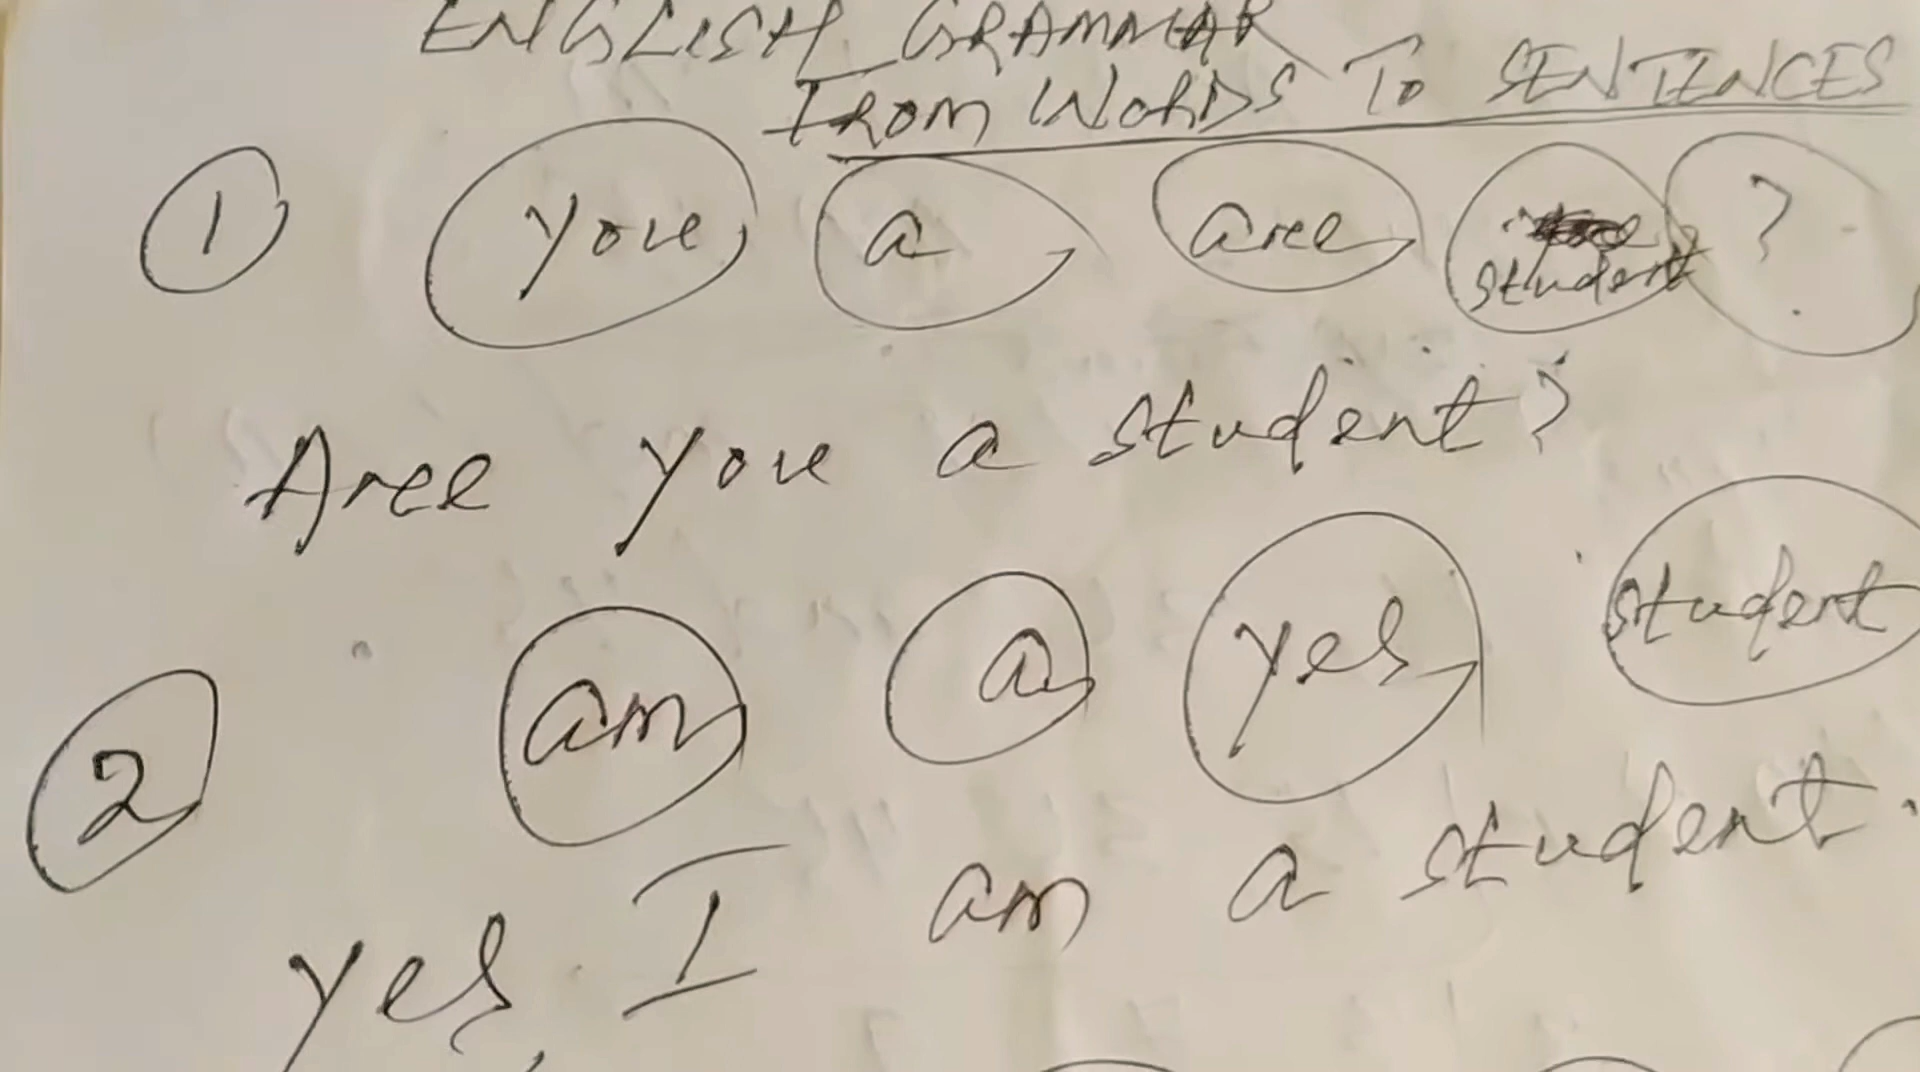 ENGLISH GRAMMAR
FROM WORDS TO SENTENCES
1 you a are student ?
Are you a student?
2 am a yes student
yes, I am a student.